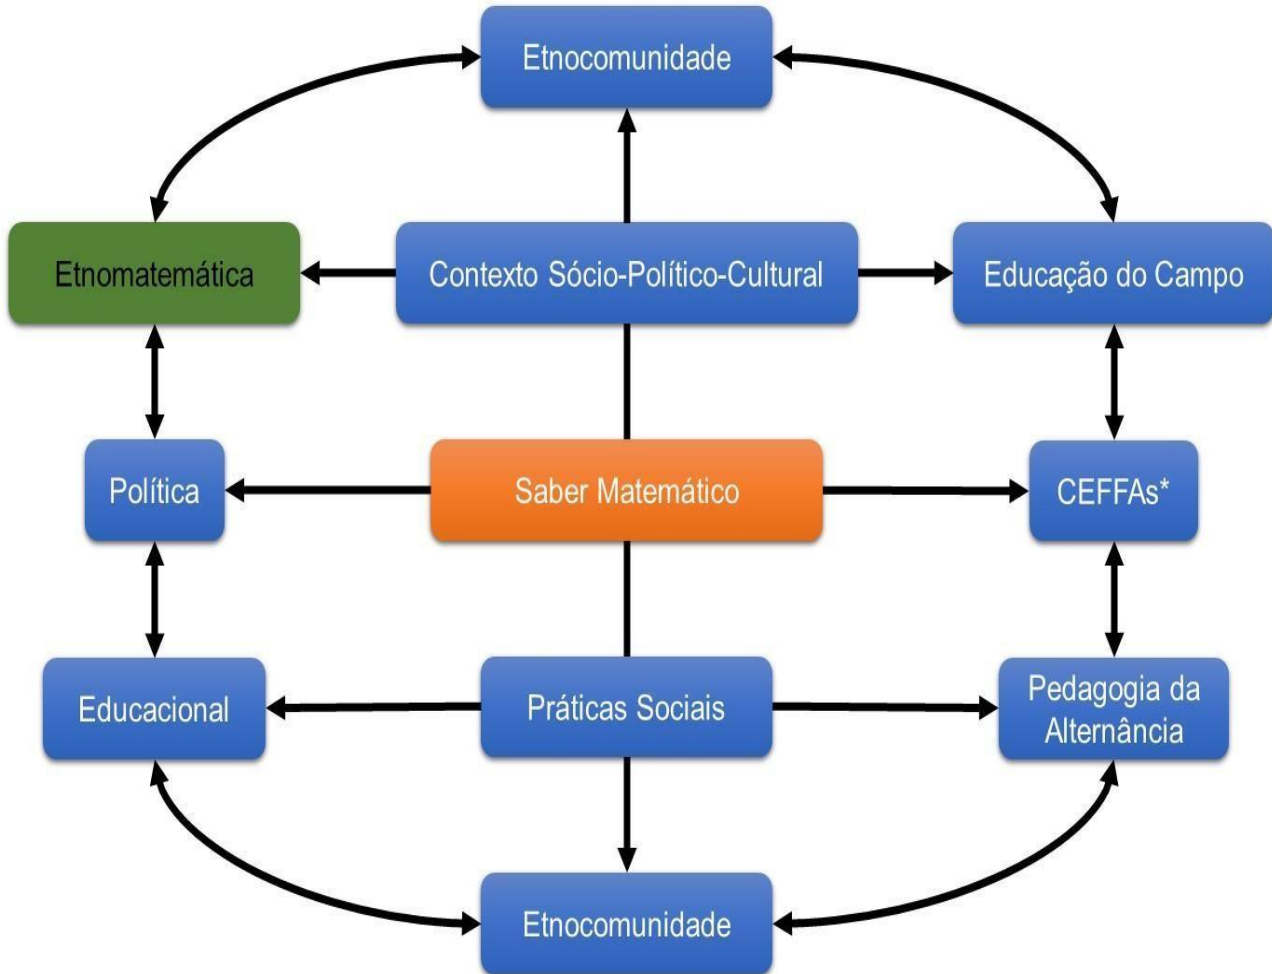 Etnocomunidade
Etnomatemática
Contexto Sócio-Político-Cultural
Educação do Campo
Política
Saber Matemático
CEFFAs*
Educacional
Práticas Sociais
Pedagogia da
Alternância
Etnocomunidade